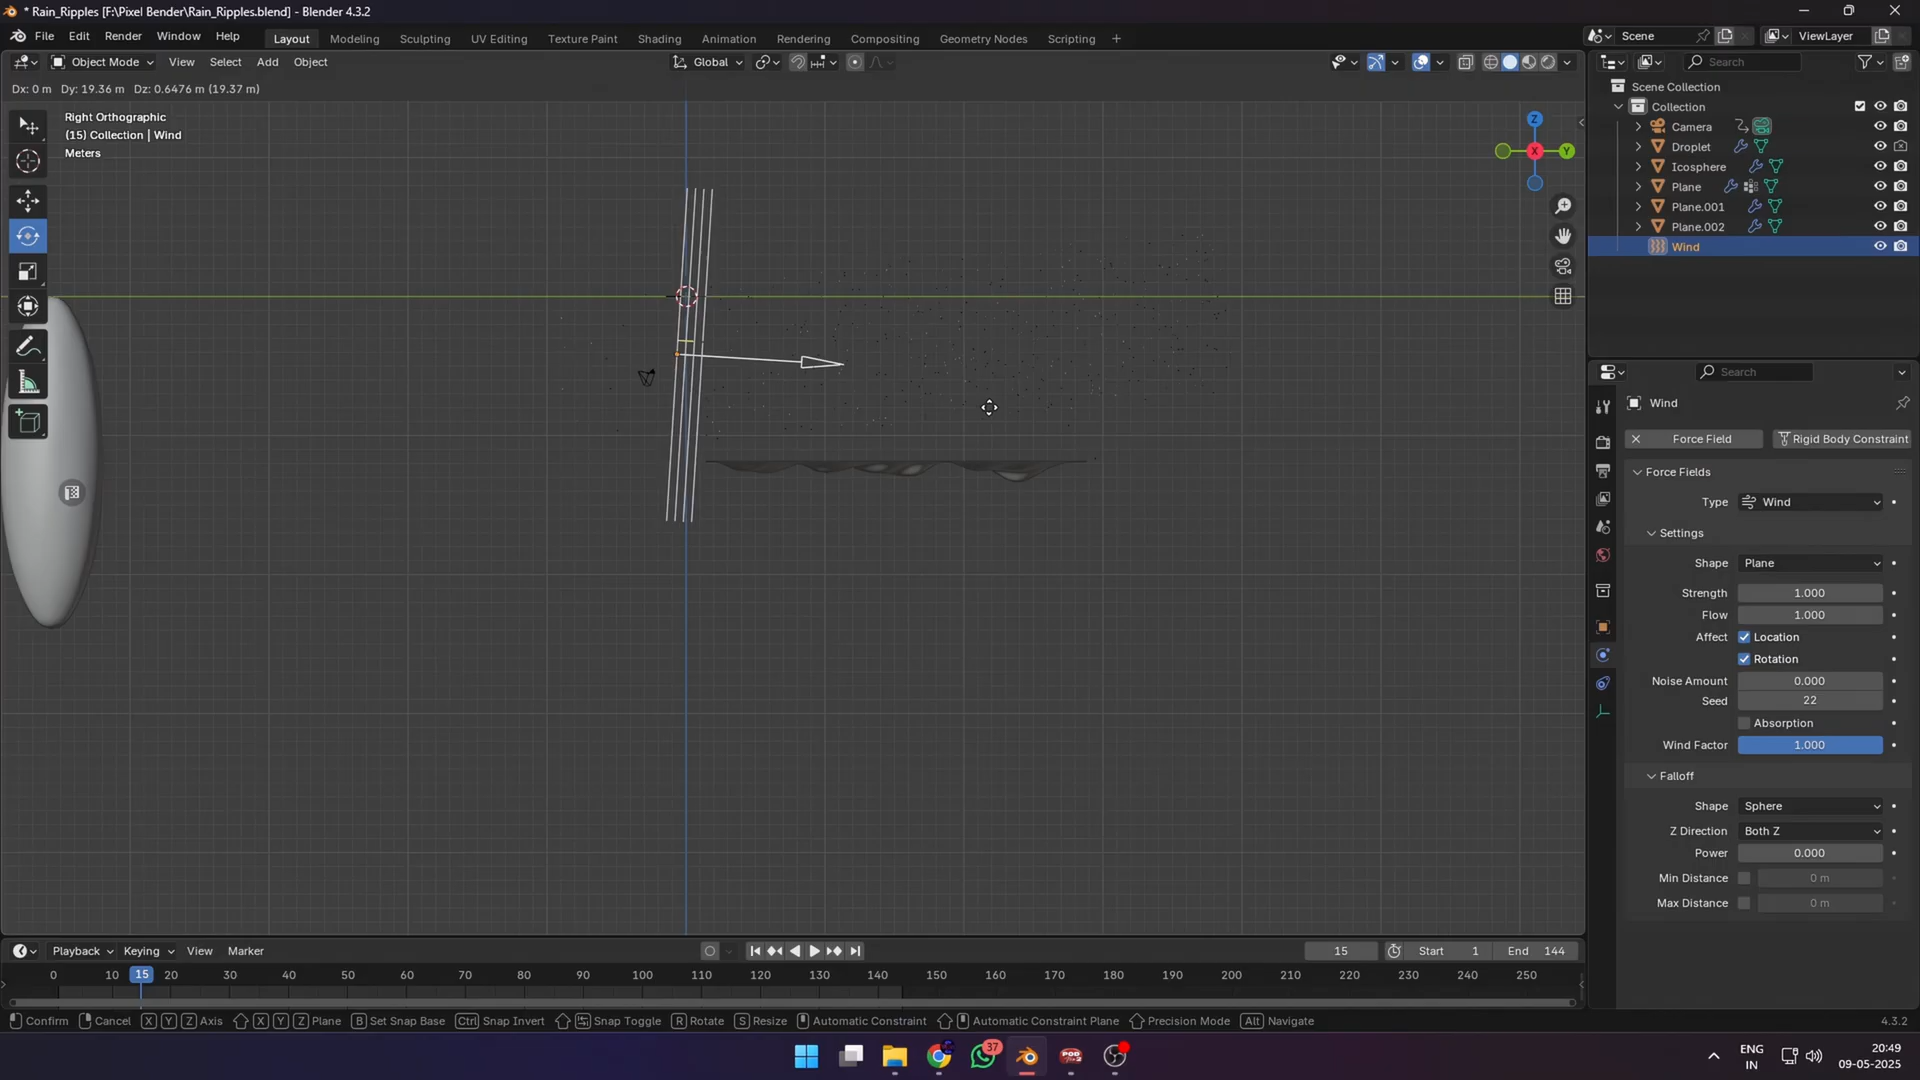 * Rain_Ripples [F:\Pixel Bender\Rain_Ripples.blend] - Blender 4.3.2
File Edit Render Window Help Layout Modeling Sculpting UV Editing Texture Paint Shading Animation Rendering Compositing Geometry Nodes Scripting + Scene ViewLayer
Object Mode View Select Add Object Global Search
Dx: 0 m Dy: 19.36 m Dz: 0.6476 m (19.37 m)
Right Orthographic
(15) Collection | Wind
Meters
Z
X
Y
Scene Collection
Collection
Camera
Droplet
Icosphere
Plane
Plane.001
Plane.002
Wind
Search
Wind
Force Field Rigid Body Constraint
Force Fields
Type Wind
Settings
Shape Plane
Strength 1.000
Flow 1.000
Affect Location
Rotation
Noise Amount 0.000
Seed 22
Absorption
Wind Factor 1.000
Falloff
Shape Sphere
Z Direction Both Z
Power 0.000
Min Distance 0 m
Max Distance 0 m
Playback Keying View Marker 15 Start 1 End 144
0 10 15 20 30 40 50 60 70 80 90 100 110 120 130 140 150 160 170 180 190 200 210 220 230 240 250
Confirm Cancel X Y Z Axis X Y Z Plane B Set Snap Base Ctrl Snap Invert Snap Toggle R Rotate S Resize Automatic Constraint Automatic Constraint Plane Precision Mode Alt Navigate 4.3.2
37 ENG 20:49
IN 09-05-2025